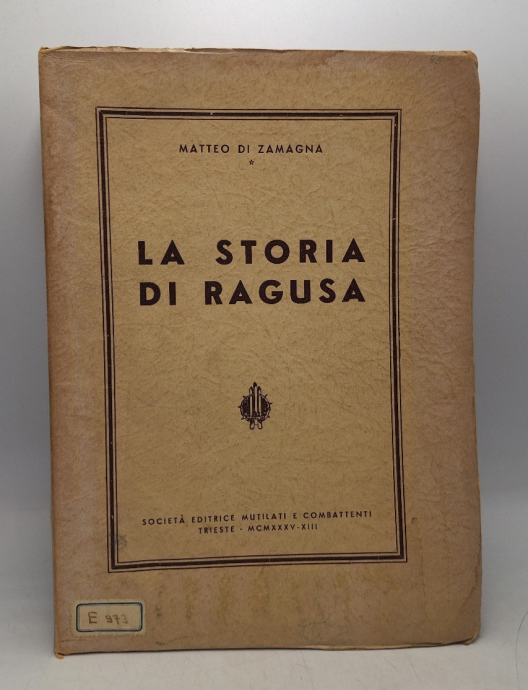 MATTEO DI ZAMAGNA
*
LA STORIA
DI RAGUSA
SOCIETÀ EDITRICE MUTILATI E COMBATTENTI
TRIESTE - MCMXXXV-XIII
E 973